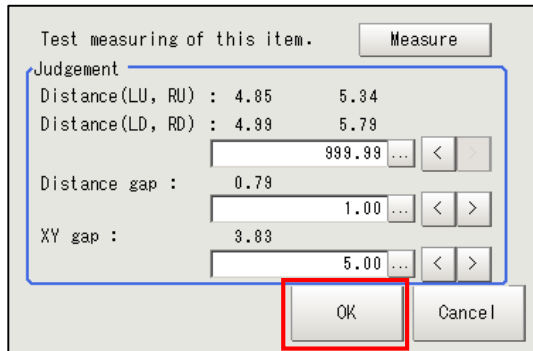 Test measuring of this item. Measure
Judgement
Distance(LU, RU) : 4.85 5.34
Distance(LD, RD) : 4.99 5.79
999.99 ... < >
Distance gap : 0.79
1.00 ... < >
XY gap : 3.83
5.00 ... < >
OK Cancel